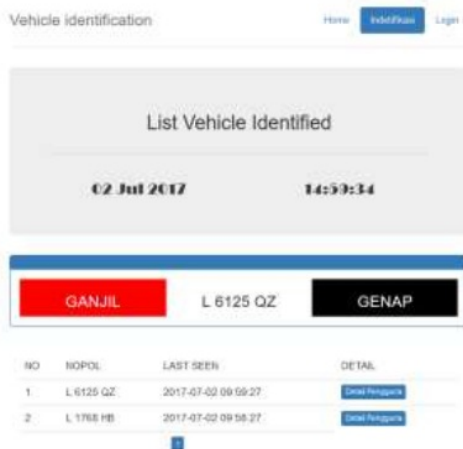 Vehicle identification Home Indetifikasi Login
List Vehicle Identified
02 Jul 2017 14:59:34
GANJIL L 6125 QZ GENAP
NO NOPOL LAST SEEN DETAIL
1 L 6125 QZ 2017-07-02 09:59:27 Detail Pengguna
2 L 1768 HB 2017-07-02 09:58:27 Detail Pengguna
1